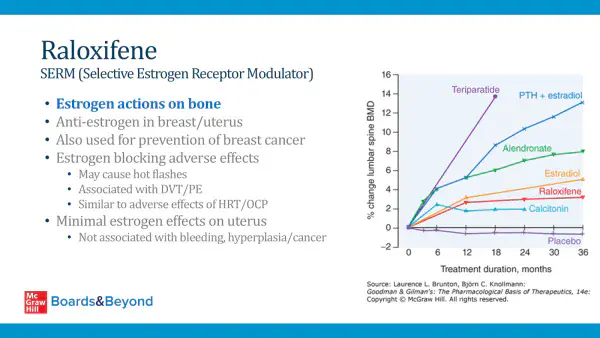 Raloxifene
SERM (Selective Estrogen Receptor Modulator)
• Estrogen actions on bone
• Anti-estrogen in breast/uterus
• Also used for prevention of breast cancer
• Estrogen blocking adverse effects
• May cause hot flashes
• Associated with DVT/PE
• Similar to adverse effects of HRT/OCP
• Minimal estrogen effects on uterus
• Not associated with bleeding, hyperplasia/cancer
Mc
Graw
Hill
Boards&Beyond
% change lumbar spine BMD
16
14
12
10
8
6
4
2
0
−2
Teriparatide
PTH + estradiol
Alendronate
Estradiol
Raloxifene
Calcitonin
Placebo
0 6 12 18 24 30 36
Treatment duration, months
Source: Laurence L. Brunton, Björn C. Knollmann:
Goodman & Gilman's: The Pharmacological Basis of Therapeutics, 14e:
Copyright © McGraw Hill. All rights reserved.